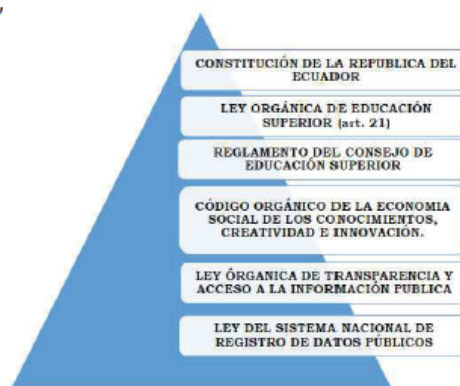 CONSTITUCIÓN DE LA REPUBLICA DEL
ECUADOR
LEY ORGÁNICA DE EDUCACIÓN
SUPERIOR (art. 21)
REGLAMENTO DEL CONSEJO DE
EDUCACIÓN SUPERIOR
CÓDIGO ORGÁNICO DE LA ECONOMIA
SOCIAL DE LOS CONOCIMIENTOS,
CREATIVIDAD E INNOVACIÓN.
LEY ÓRGANICA DE TRANSPARENCIA Y
ACCESO A LA INFORMACIÓN PUBLICA
LEY DEL SISTEMA NACIONAL DE
REGISTRO DE DATOS PÚBLICOS